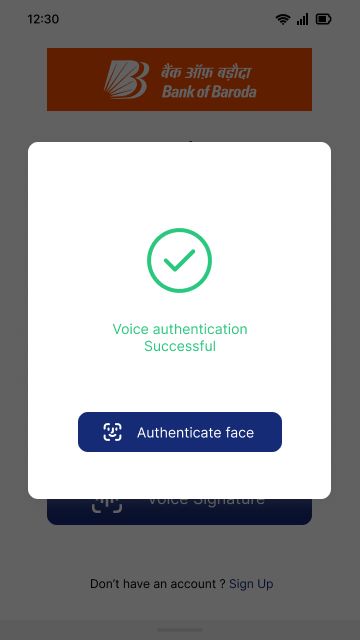 12:30
बैंक ऑफ़ बड़ौदा
Bank of Baroda
Voice authentication
Successful
Authenticate face
Voice Signature
Don't have an account ? Sign Up